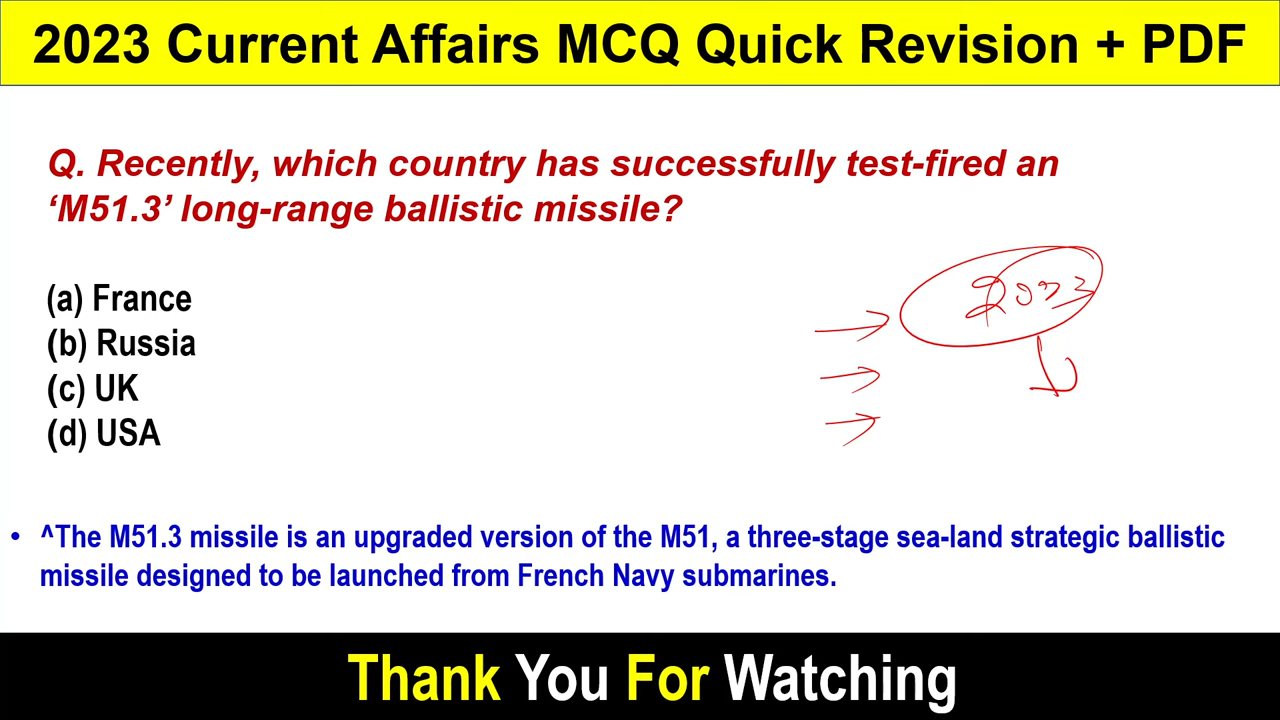 2023 Current Affairs MCQ Quick Revision + PDF
Q. Recently, which country has successfully test-fired an
‘M51.3’ long-range ballistic missile?
(a) France
(b) Russia
(c) UK
(d) USA
2023
• ^The M51.3 missile is an upgraded version of the M51, a three-stage sea-land strategic ballistic
missile designed to be launched from French Navy submarines.
Thank You For Watching